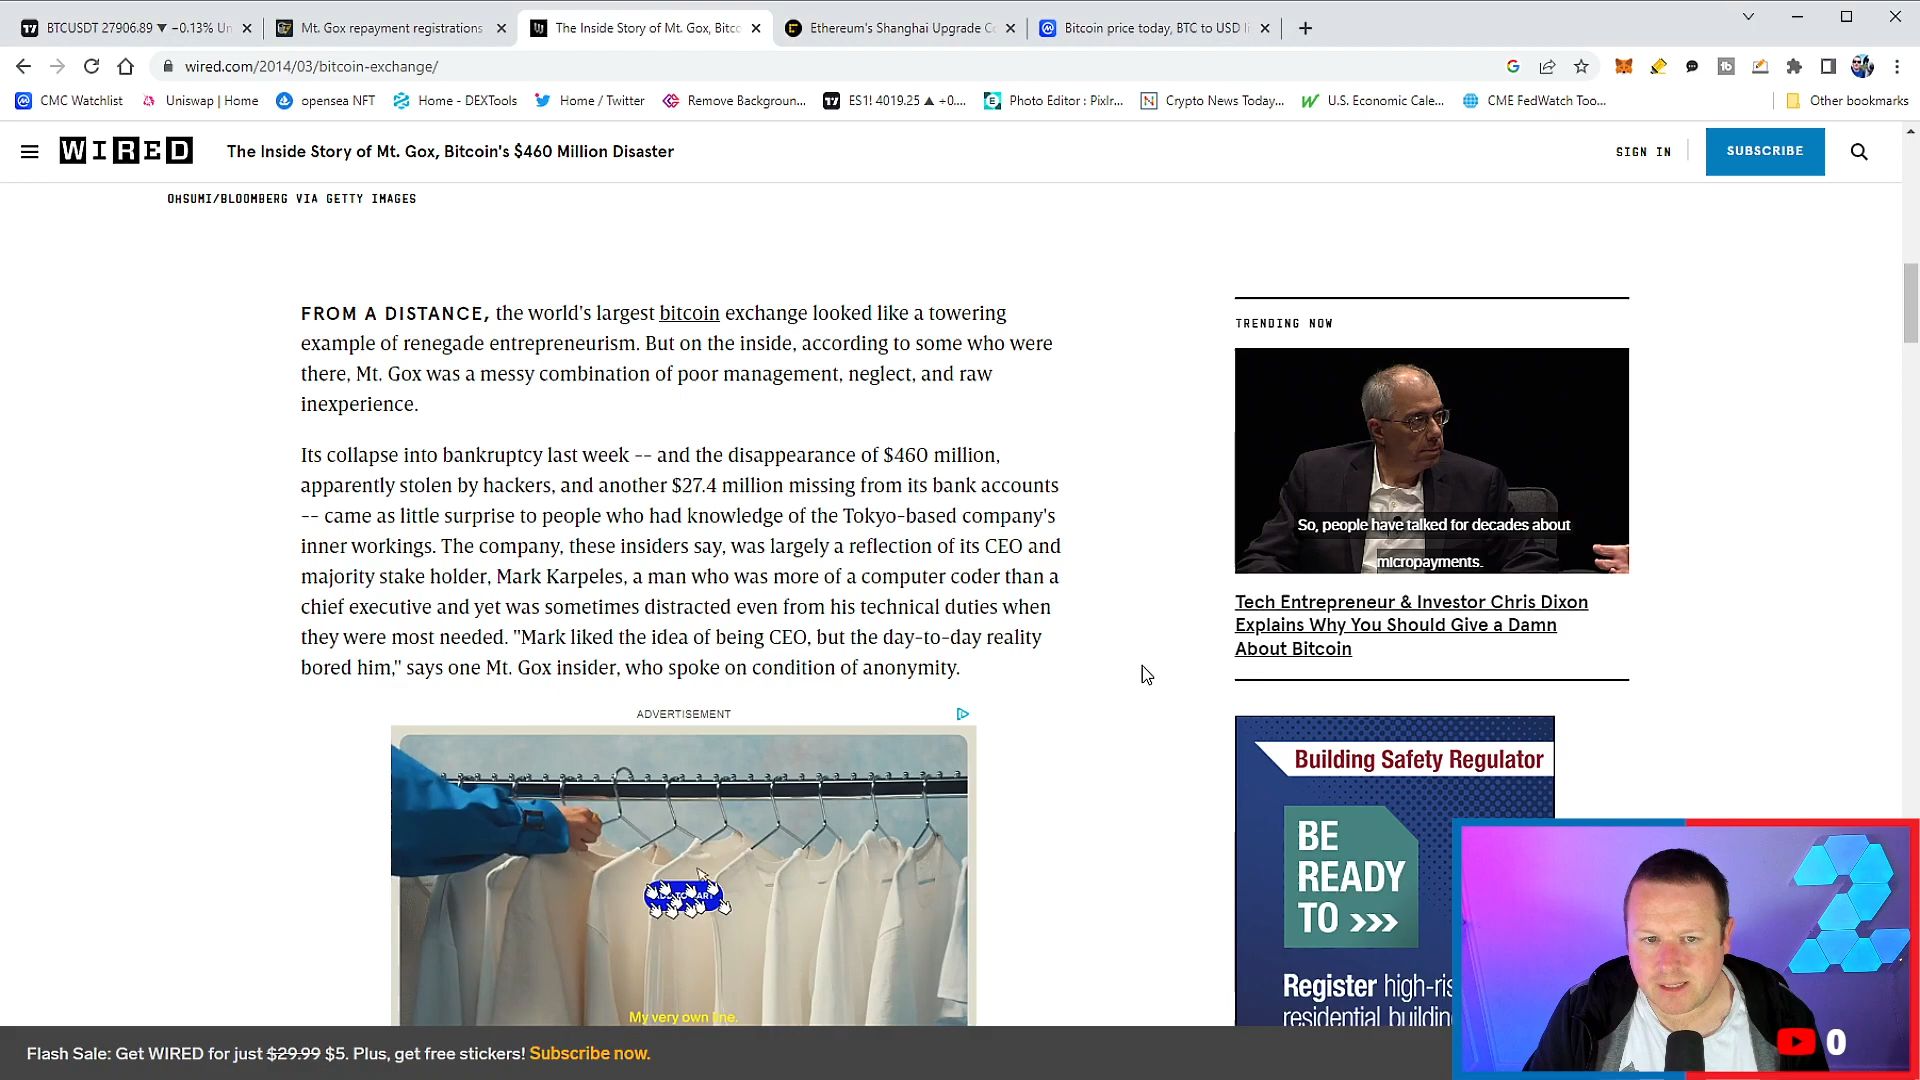 BTCUSDT 27906.89 ▼ −0.13% Un
Mt. Gox repayment registrations
The Inside Story of Mt. Gox, Bitco
Ethereum's Shanghai Upgrade Co
Bitcoin price today, BTC to USD li
wired.com/2014/03/bitcoin-exchange/
CMC Watchlist
Uniswap | Home
opensea NFT
Home - DEXTools
Home / Twitter
Remove Backgroun...
ES1! 4019.25 ▲ +0....
Photo Editor : Pixlr...
Crypto News Today...
U.S. Economic Cale...
CME FedWatch Too...
Other bookmarks
WIRED
The Inside Story of Mt. Gox, Bitcoin's $460 Million Disaster
SIGN IN
SUBSCRIBE
OHSUMI/BLOOMBERG VIA GETTY IMAGES
FROM A DISTANCE, the world's largest bitcoin exchange looked like a towering
example of renegade entrepreneurism. But on the inside, according to some who were
there, Mt. Gox was a messy combination of poor management, neglect, and raw
inexperience.
Its collapse into bankruptcy last week -- and the disappearance of $460 million,
apparently stolen by hackers, and another $27.4 million missing from its bank accounts
-- came as little surprise to people who had knowledge of the Tokyo-based company's
inner workings. The company, these insiders say, was largely a reflection of its CEO and
majority stake holder, Mark Karpeles, a man who was more of a computer coder than a
chief executive and yet was sometimes distracted even from his technical duties when
they were most needed. "Mark liked the idea of being CEO, but the day-to-day reality
bored him," says one Mt. Gox insider, who spoke on condition of anonymity.
ADVERTISEMENT
My very own line.
TRENDING NOW
So, people have talked for decades about
micropayments.
Tech Entrepreneur & Investor Chris Dixon
Explains Why You Should Give a Damn
About Bitcoin
Building Safety Regulator
BE
READY
TO >>>
Register high-ris
residential building
Flash Sale: Get WIRED for just $29.99 $5. Plus, get free stickers! Subscribe now.
0